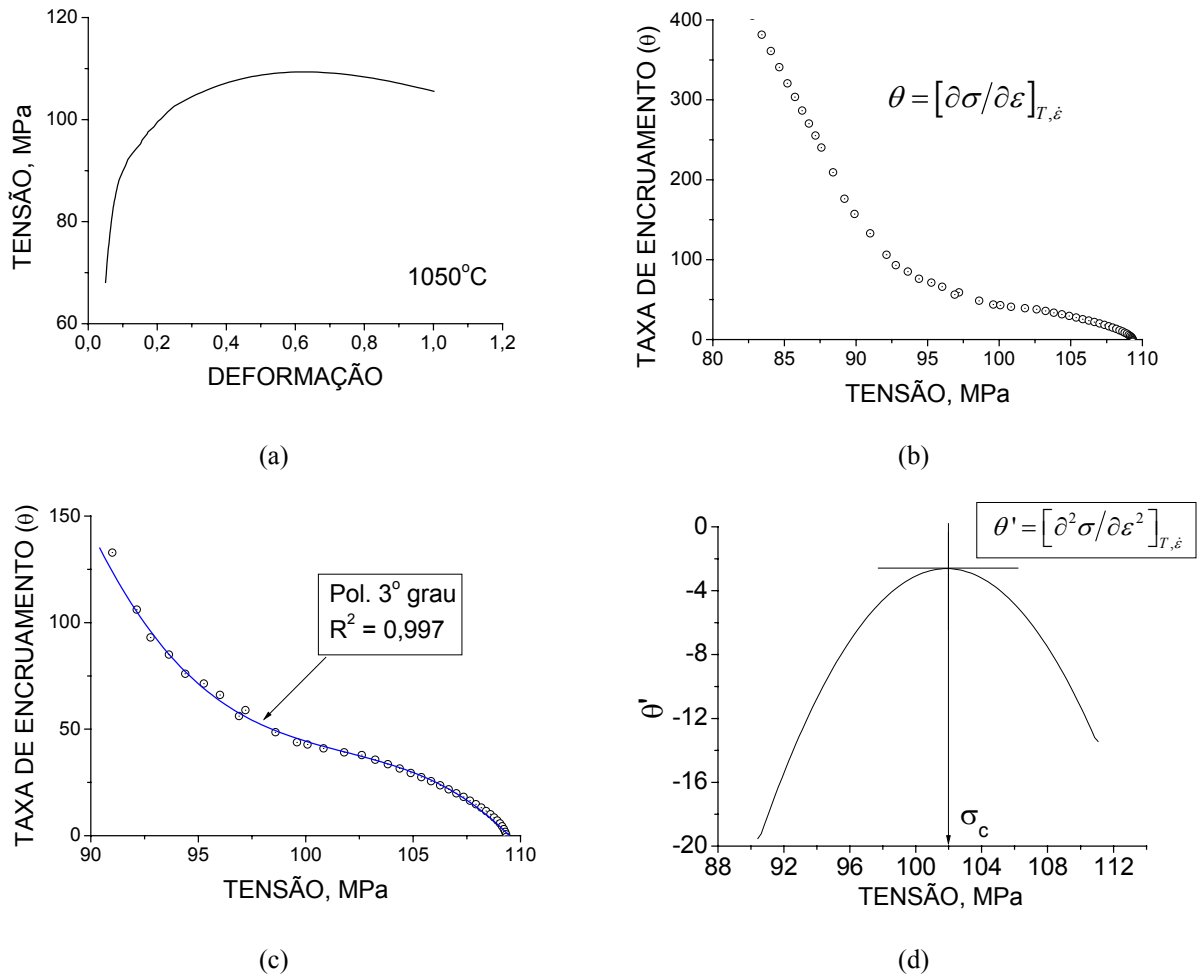 120
100
80
60
TENSÃO, MPa
1050°C
0,0 0,2 0,4 0,6 0,8 1,0 1,2
DEFORMAÇÃO
(a)
400
300
200
100
0
TAXA DE ENCRUAMENTO (θ)
θ = [∂σ/∂ε]T,ε̇
80 85 90 95 100 105 110
TENSÃO, MPa
(b)
150
100
50
0
TAXA DE ENCRUAMENTO (θ)
Pol. 3° grau
R² = 0,997
90 95 100 105 110
TENSÃO, MPa
(c)
θ' = [∂²σ/∂ε²]T,ε̇
0
-4
-8
-12
-16
-20
θ'
σc
88 92 96 100 104 108 112
TENSÃO, MPa
(d)